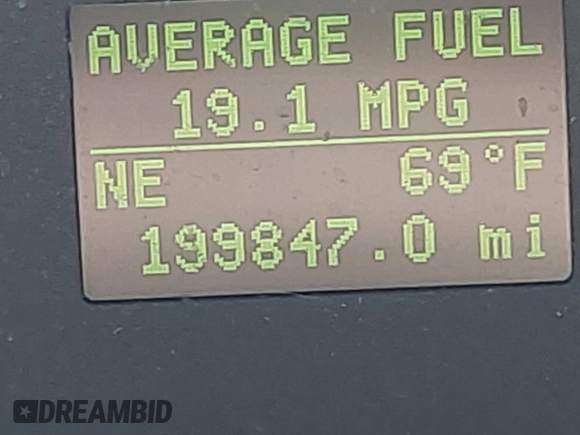 AVERAGE FUEL
19.1 MPG
NE 69°F
199847.0 mi
DREAMBID